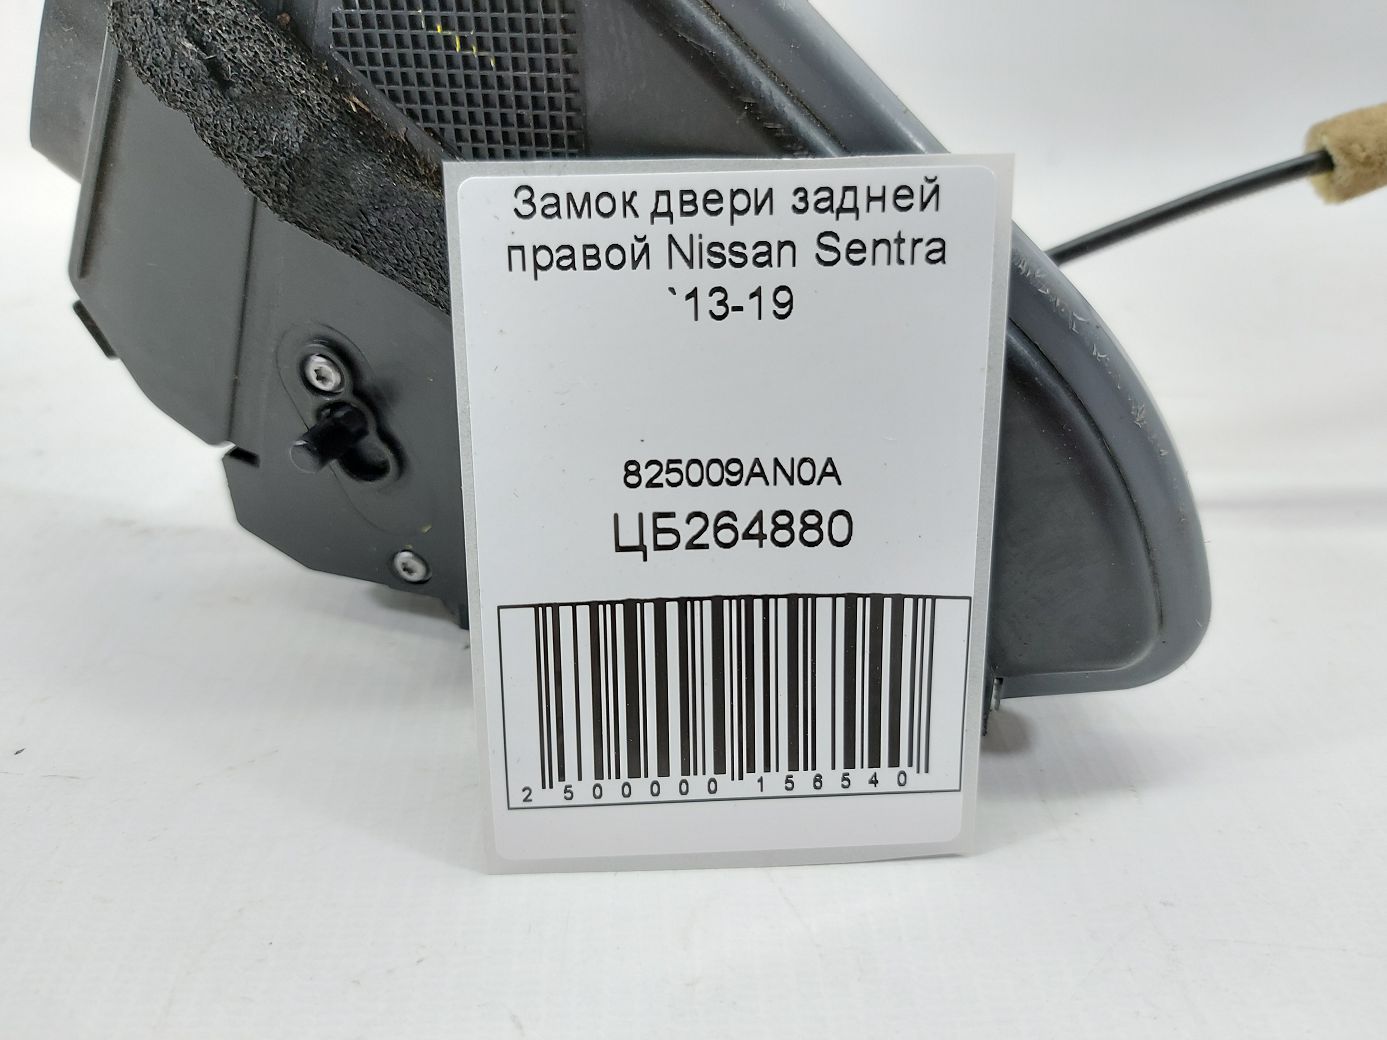 Замок двери задней
правой Nissan Sentra
`13-19
825009AN0A
ЦБ264880
2 500000 156540